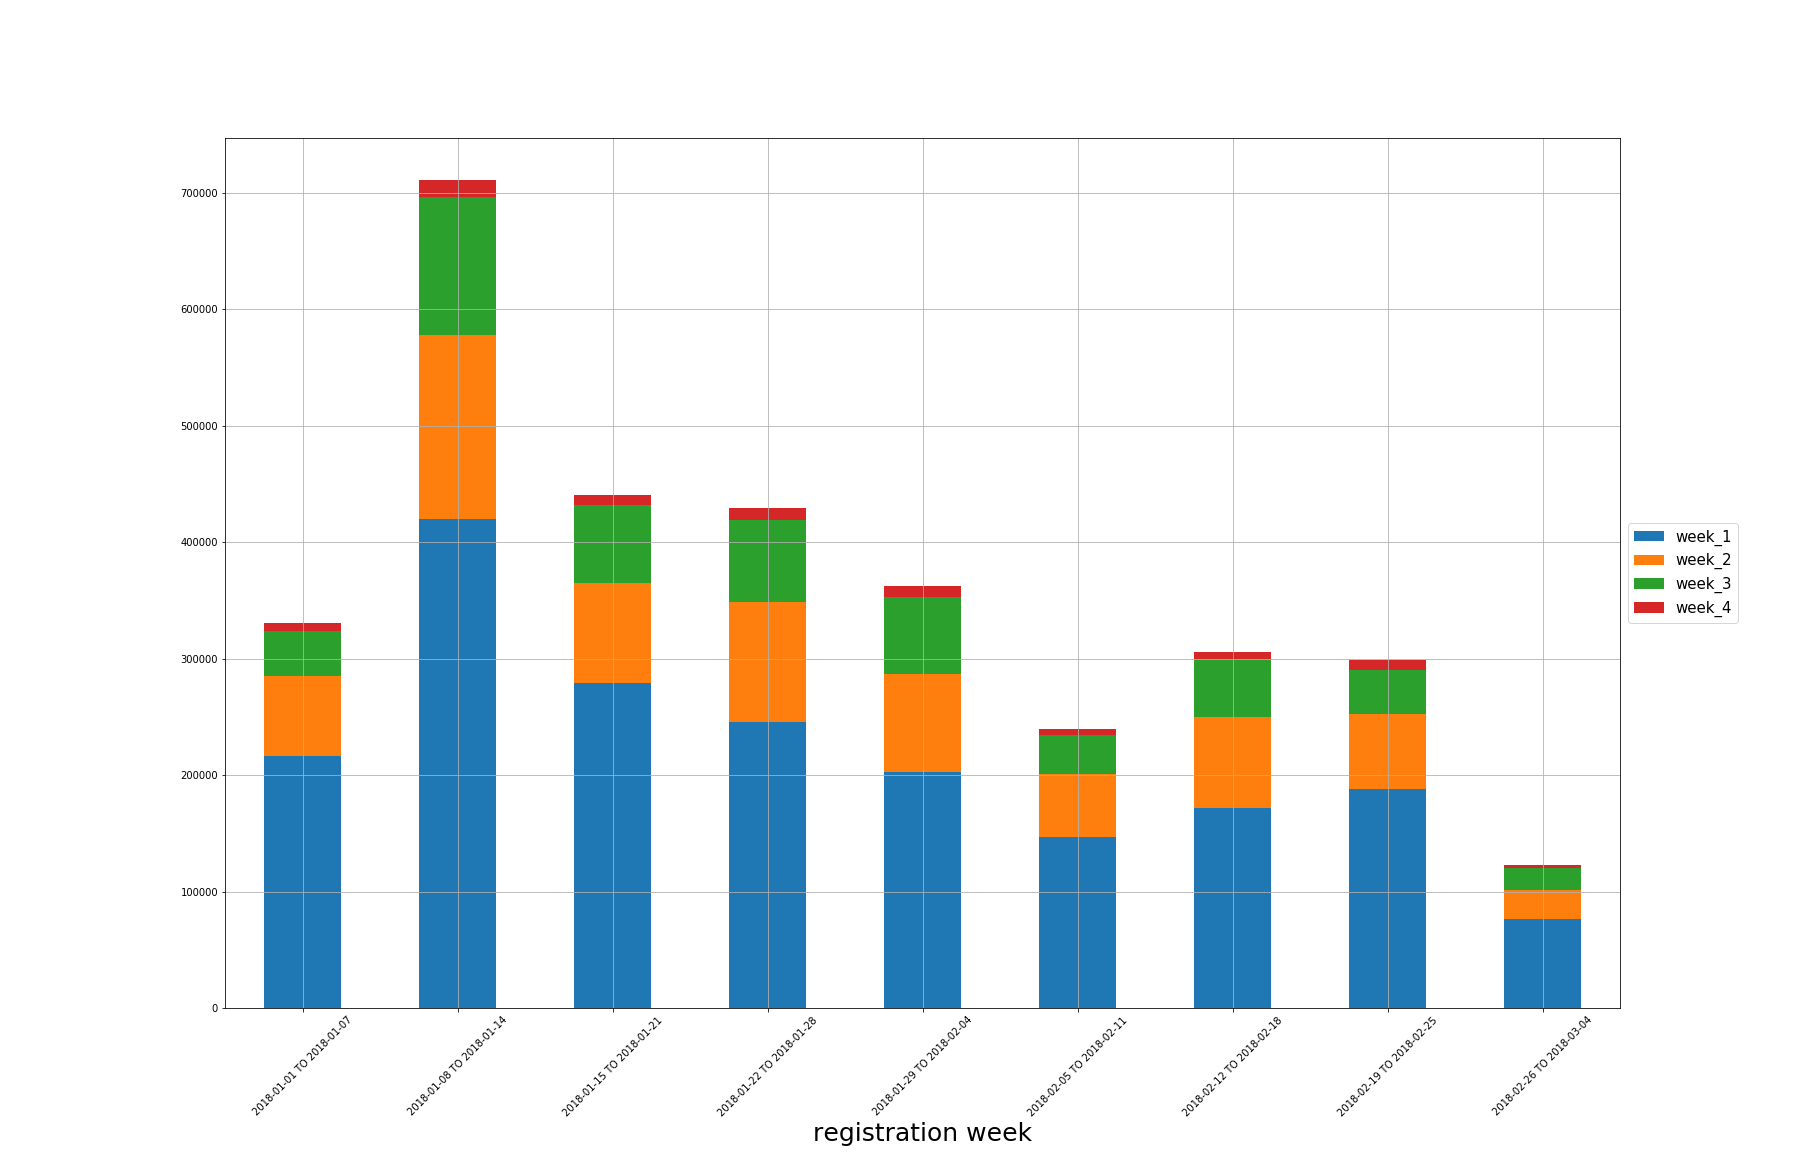 700000
600000
500000
400000
300000
200000
100000
0
2018-01-01 TO 2018-01-07
2018-01-08 TO 2018-01-14
2018-01-15 TO 2018-01-21
2018-01-22 TO 2018-01-28
2018-01-29 TO 2018-02-04
2018-02-05 TO 2018-02-11
2018-02-12 TO 2018-02-18
2018-02-19 TO 2018-02-25
2018-02-26 TO 2018-03-04
registration week
week_1
week_2
week_3
week_4